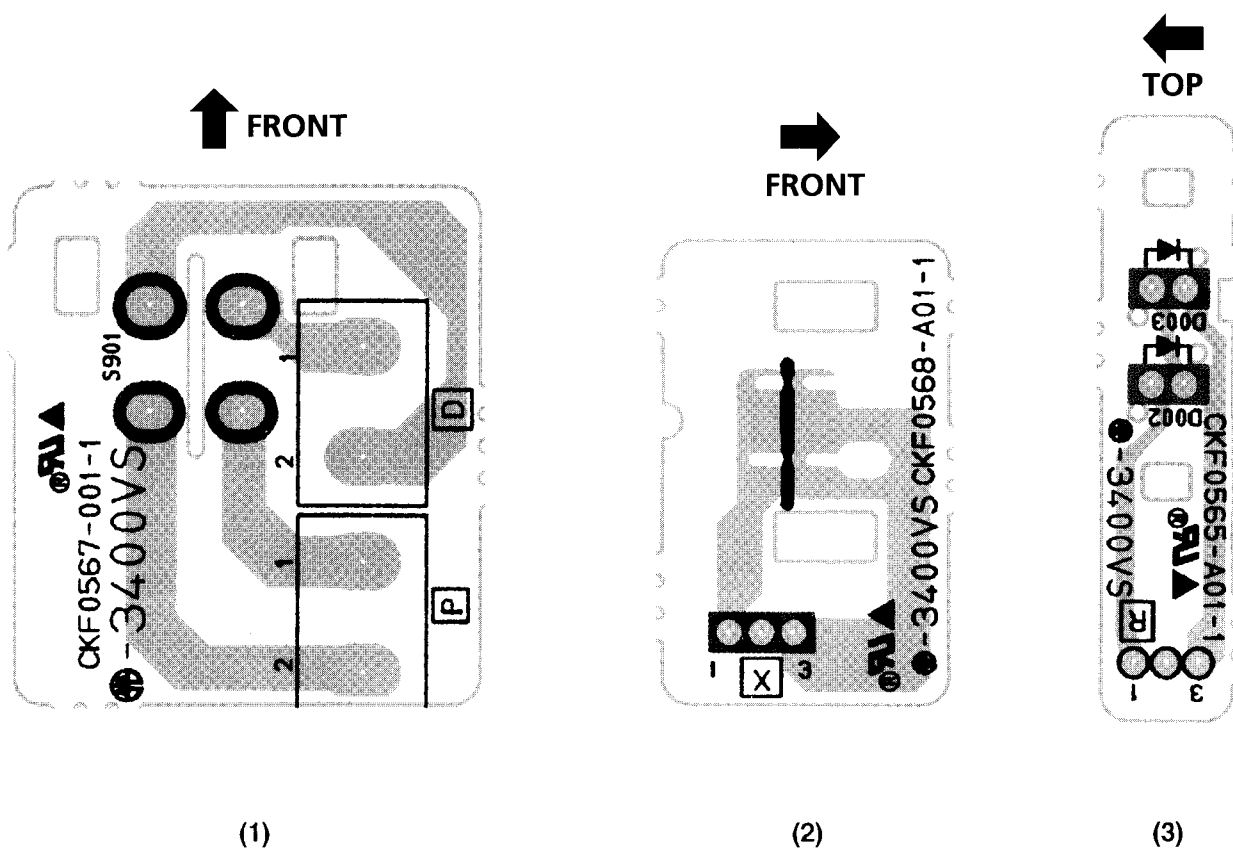 FRONT
S901
1
2
D
1
2
P
CKF0567-001-1
-3400VS
(1)
FRONT
CKF0568-A01-1
-3400VS
1
3
X
(2)
TOP
D003
D002
CKF0565-A01-1
-3400VS
R
1
3
(3)